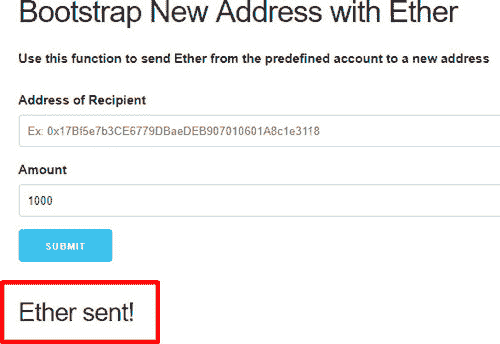 Bootstrap New Address with Ether
Use this function to send Ether from the predefined account to a new address
Address of Recipient
Ex: 0x17Bf5e7b3CE6779DBaeDEB907010601A8c1e3118
Amount
1000
SUBMIT
Ether sent!